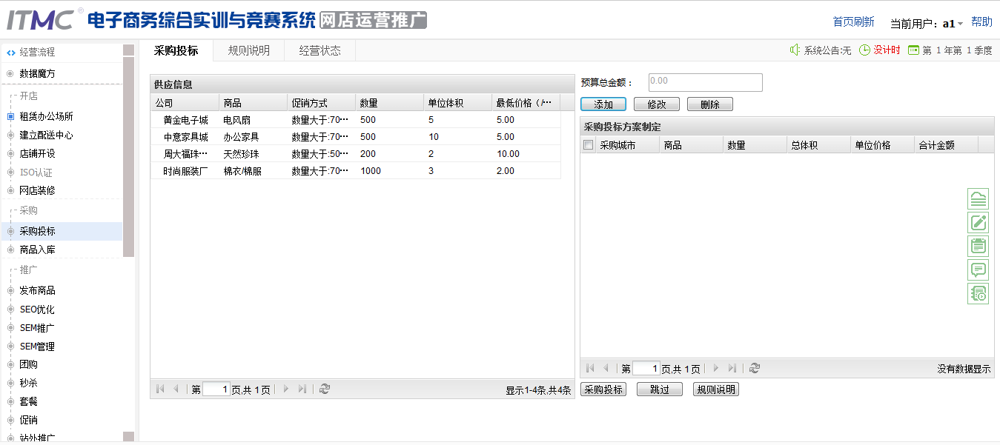 ITMC® 电子商务综合实训与竞赛系统 网店运营推广
首页刷新 当前用户：a1 帮助
经营流程
数据魔方
开店
租赁办公场所
建立配送中心
店铺开设
ISO认证
网店装修
采购
采购投标
商品入库
推广
发布商品
SEO优化
SEM推广
SEM管理
团购
秒杀
套餐
促销
站外推广
采购投标 规则说明 经营状态
系统公告:无 没计时 第 1 年第 1 季度
供应信息
公司 商品 促销方式 数量 单位体积 最低价格（/···
黄金电子城 电风扇 数量大于:70··· 500 5 5.00
中意家具城 办公家具 数量大于:70··· 500 10 5.00
周大福珠··· 天然珍珠 数量大于:50··· 200 2 10.00
时尚服装厂 棉衣/棉服 数量大于:70··· 1000 3 2.00
第 1 页,共 1 页 显示1-4条,共4条
预算总金额： 0.00
添加 修改 删除
采购投标方案制定
采购城市 商品 数量 总体积 单位价格 合计金额
第 1 页,共 1 页 没有数据显示
采购投标 跳过 规则说明